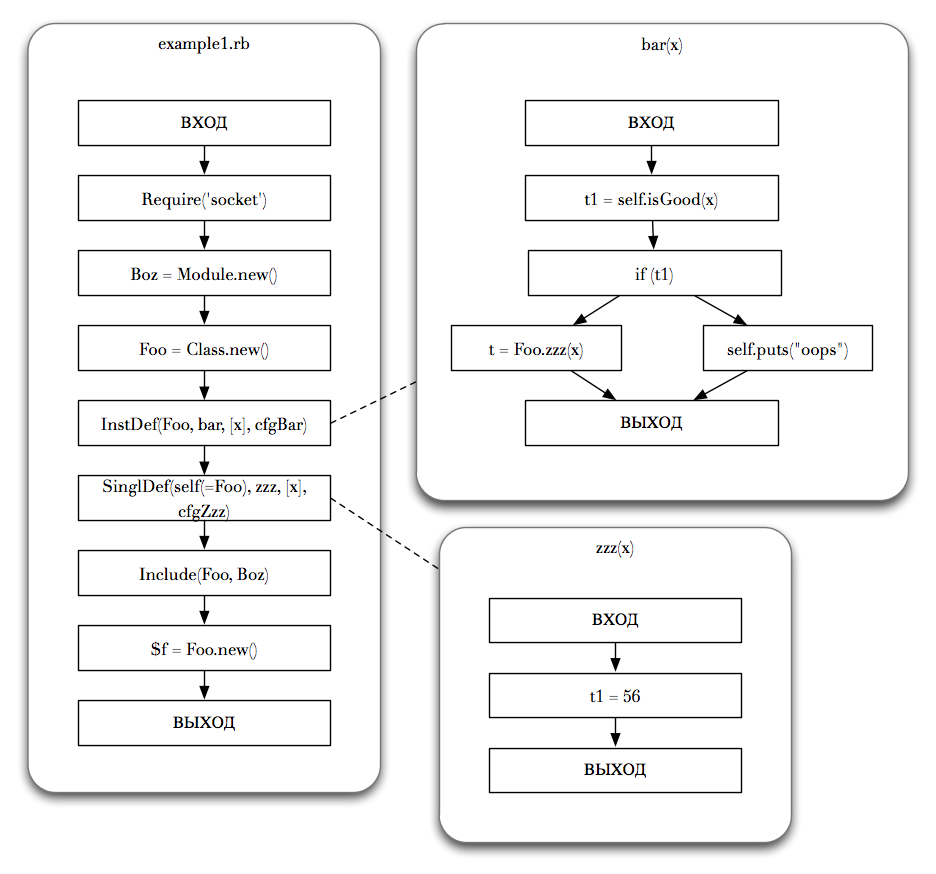 example1.rb
ВХОД
Require('socket')
Boz = Module.new()
Foo = Class.new()
InstDef(Foo, bar, [x], cfgBar)
SinglDef(self(=Foo), zzz, [x],
cfgZzz)
Include(Foo, Boz)
$f = Foo.new()
ВЫХОД
bar(x)
ВХОД
t1 = self.isGood(x)
if (t1)
t = Foo.zzz(x)
self.puts("oops")
ВЫХОД
zzz(x)
ВХОД
t1 = 56
ВЫХОД